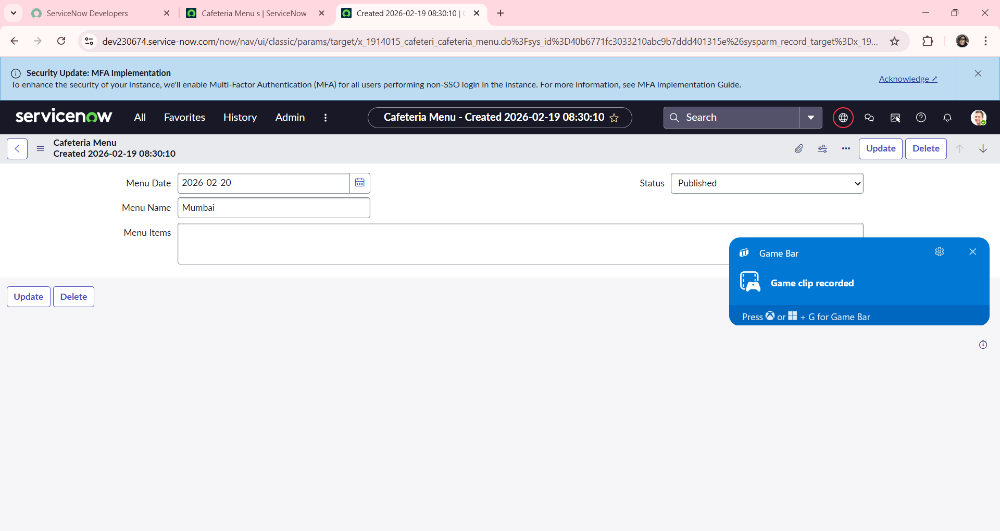 ServiceNow Developers
Cafeteria Menu s | ServiceNow
Created 2026-02-19 08:30:10 |
dev230674.service-now.com/now/nav/ui/classic/params/target/x_1914015_cafeteri_cafeteria_menu.do%3Fsys_id%3D40b6771fc3033210abc9b7ddd401315e%26sysparm_record_target%3Dx_19...
Security Update: MFA Implementation
To enhance the security of your instance, we'll enable Multi-Factor Authentication (MFA) for all users performing non-SSO login in the instance. For more information, see MFA implementation Guide.
Acknowledge ↗
servicenow
All
Favorites
History
Admin
Cafeteria Menu - Created 2026-02-19 08:30:10
Search
Cafeteria Menu
Created 2026-02-19 08:30:10
Update
Delete
Menu Date
2026-02-20
Status
Published
Menu Name
Mumbai
Menu Items
Game Bar
Game clip recorded
Press or + G for Game Bar
Update
Delete